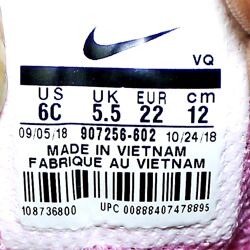 VQ
US UK EUR cm
6C 5.5 22 12
09/05/18 907256-602 10/24/18
MADE IN VIETNAM
FABRIQUE AU VIETNAM
108736800 UPC 00888407478895